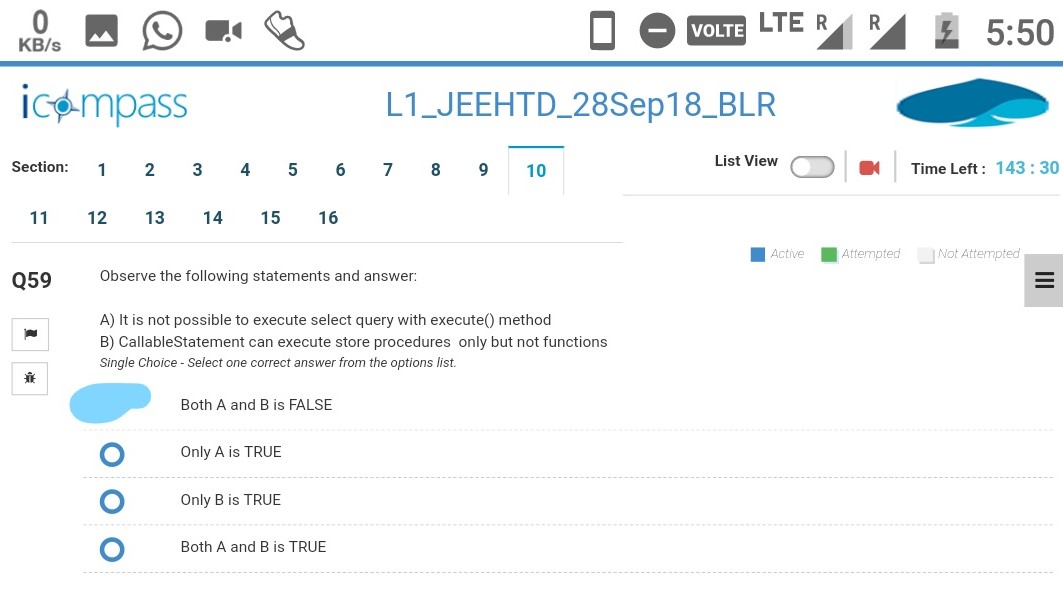 0
KB/s
VOLTE LTE R R 5:50
icompass
L1_JEEHTD_28Sep18_BLR
Section: 1 2 3 4 5 6 7 8 9 10
List View
Time Left : 143 : 30
11 12 13 14 15 16
Active Attempted Not Attempted
Q59
Observe the following statements and answer:
A) It is not possible to execute select query with execute() method
B) CallableStatement can execute store procedures only but not functions
Single Choice - Select one correct answer from the options list.
Both A and B is FALSE
Only A is TRUE
Only B is TRUE
Both A and B is TRUE